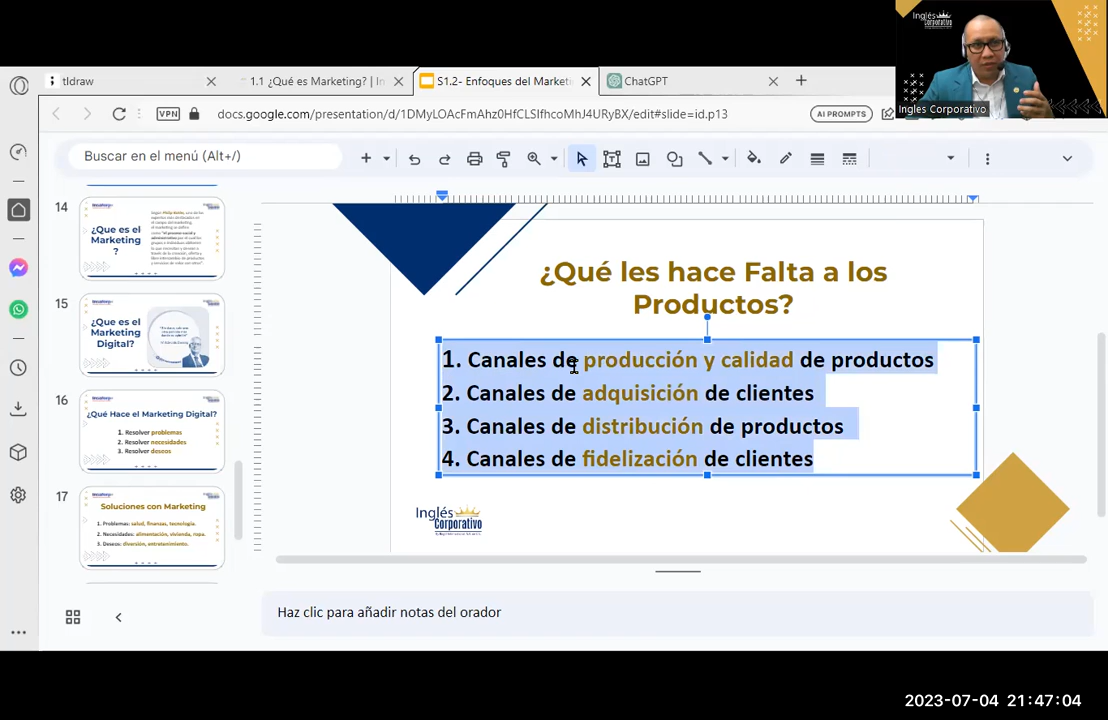 Inglés
Corporativo
Ingles Corporativo
tldraw
1.1 ¿Qué es Marketing? | In
S1.2- Enfoques del Marketi
ChatGPT
VPN
docs.google.com/presentation/d/1DMyLOAcFmAhz0HfCLSIfhcoMhJ4URyBX/edit#slide=id.p13
AI PROMPTS
Buscar en el menú (Alt+/)
14
¿Que es el
Marketing
?
15
¿Que es el
Marketing
Digital?
16
¿Qué Hace el Marketing Digital?
1. Resolver problemas
2. Resolver necesidades
3. Resolver deseos
17
Soluciones con Marketing
1. Problemas: salud, finanzas, tecnología.
2. Necesidades: alimentación, vivienda, ropa.
3. Deseos: diversión, entretenimiento.
¿Qué les hace Falta a los
Productos?
1. Canales de producción y calidad de productos
2. Canales de adquisición de clientes
3. Canales de distribución de productos
4. Canales de fidelización de clientes
Inglés
Corporativo
Haz clic para añadir notas del orador
2023-07-04 21:47:04